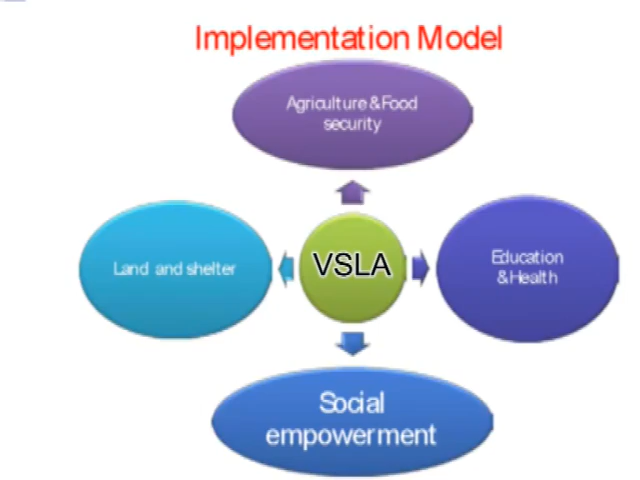 Implementation Model
Agriculture & Food
security
Land and shelter
VSLA
Education
& Health
Social
empowerment